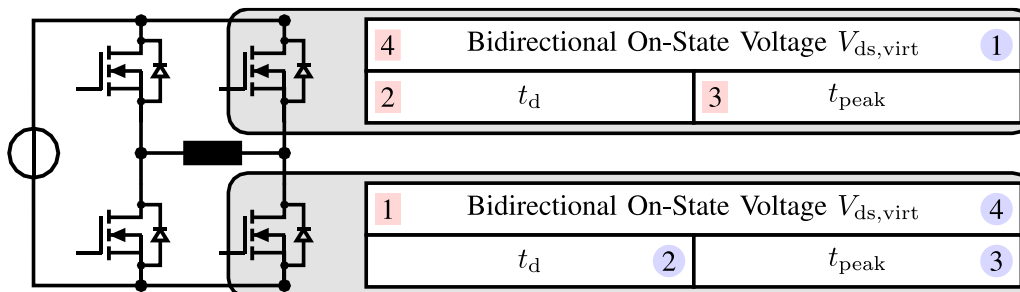 4 Bidirectional On-State Voltage V_ds,virt 1
2 t_d 3 t_peak
1 Bidirectional On-State Voltage V_ds,virt 4
t_d 2 t_peak 3